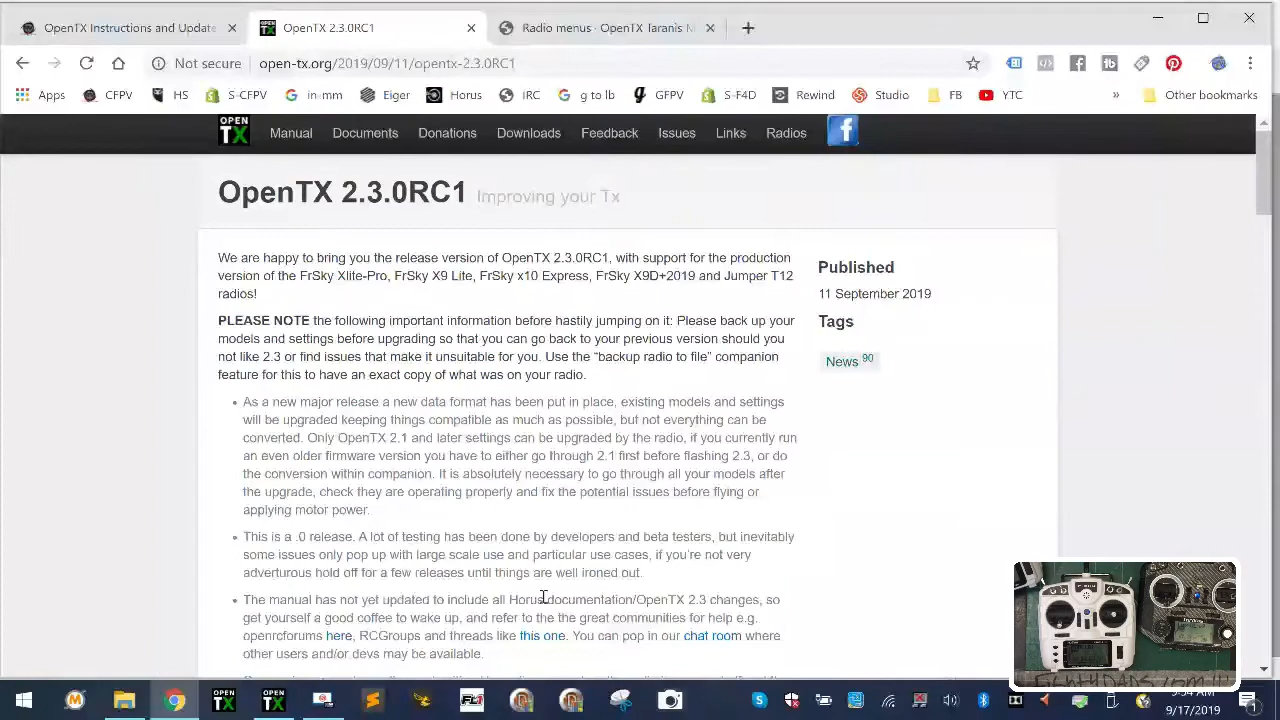 OpenTX Instructions and Update
OpenTX 2.3.0RC1
Radio menus · OpenTX Taranis M
Not secure
open-tx.org/2019/09/11/opentx-2.3.0RC1
Apps CFPV HS S-CFPV in-mm Eiger Horus IRC g to lb GFPV S-F4D Rewind Studio FB YTC » Other bookmarks
OPEN TX
Manual Documents Donations Downloads Feedback Issues Links Radios
OpenTX 2.3.0RC1 Improving your Tx
We are happy to bring you the release version of OpenTX 2.3.0RC1, with support for the production
version of the FrSky Xlite-Pro, FrSky X9 Lite, FrSky x10 Express, FrSky X9D+2019 and Jumper T12
radios!
PLEASE NOTE the following important information before hastily jumping on it: Please back up your
models and settings before upgrading so that you can go back to your previous version should you
not like 2.3 or find issues that make it unsuitable for you. Use the “backup radio to file” companion
feature for this to have an exact copy of what was on your radio.
• As a new major release a new data format has been put in place, existing models and settings
will be upgraded keeping things compatible as much as possible, but not everything can be
converted. Only OpenTX 2.1 and later settings can be upgraded by the radio, if you currently run
an even older firmware version you have to either go through 2.1 first before flashing 2.3, or do
the conversion within companion. It is absolutely necessary to go through all your models after
the upgrade, check they are operating properly and fix the potential issues before flying or
applying motor power.
• This is a .0 release. A lot of testing has been done by developers and beta testers, but inevitably
some issues only pop up with large scale use and particular use cases, if you’re not very
adverturous hold off for a few releases until things are well ironed out.
• The manual has not yet updated to include all Horus documentation/OpenTX 2.3 changes, so
get yourself a good coffee to wake up, and refer to the the great communities for help e.g.
openrcforums here, RCGroups and threads like this one. You can pop in our chat room where
other users and/or devs may be available.
Published
11 September 2019
Tags
News 90
9:54 AM
9/17/2019